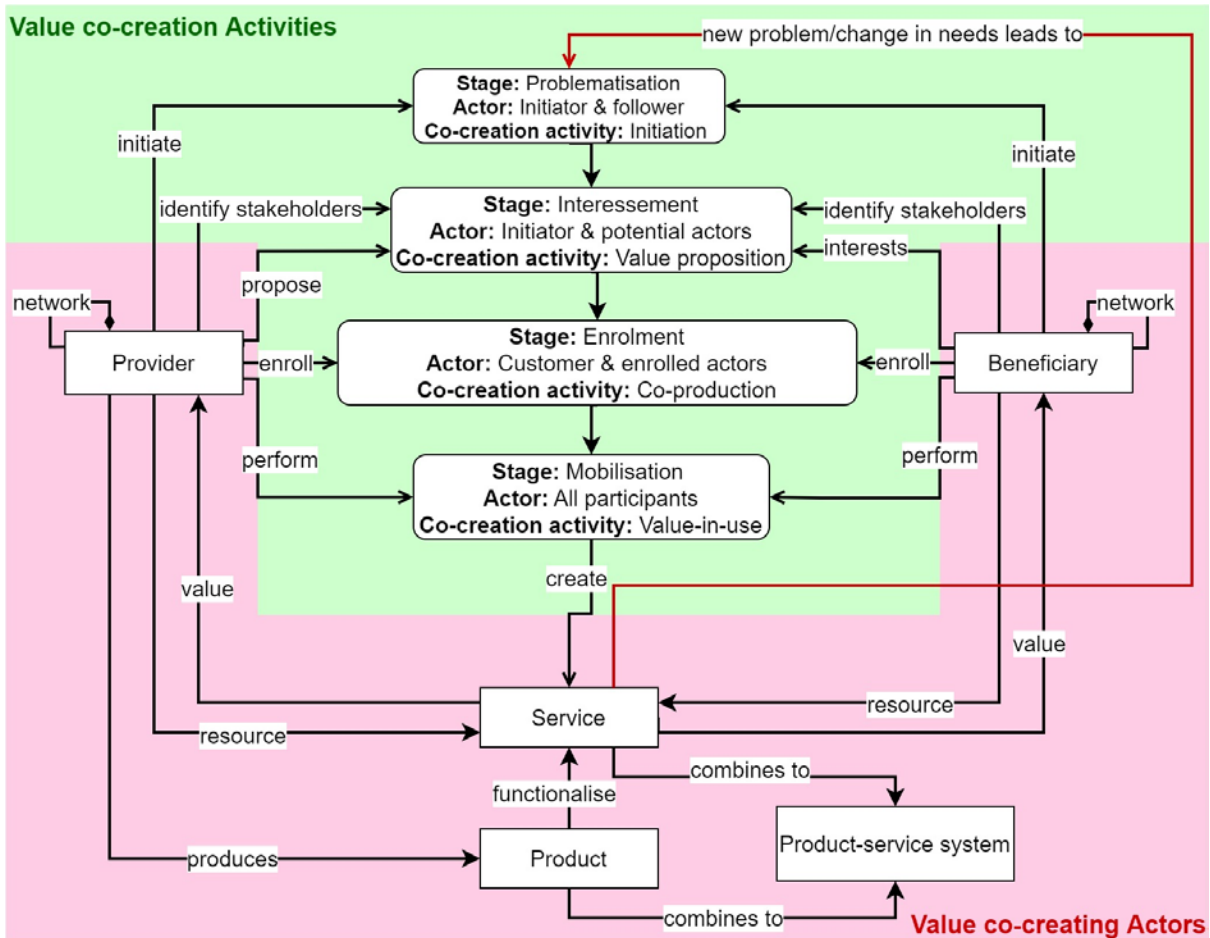 Value co-creation Activities
new problem/change in needs leads to
Stage: Problematisation
Actor: Initiator & follower
Co-creation activity: Initiation
initiate
initiate
identify stakeholders
Stage: Interessement
Actor: Initiator & potential actors
Co-creation activity: Value proposition
identify stakeholders
interests
propose
network
network
Provider
enroll
Stage: Enrolment
Actor: Customer & enrolled actors
Co-creation activity: Co-production
enroll
Beneficiary
perform
Stage: Mobilisation
Actor: All participants
Co-creation activity: Value-in-use
perform
create
value
value
resource
Service
resource
combines to
functionalise
Product-service system
produces
Product
combines to
Value co-creating Actors